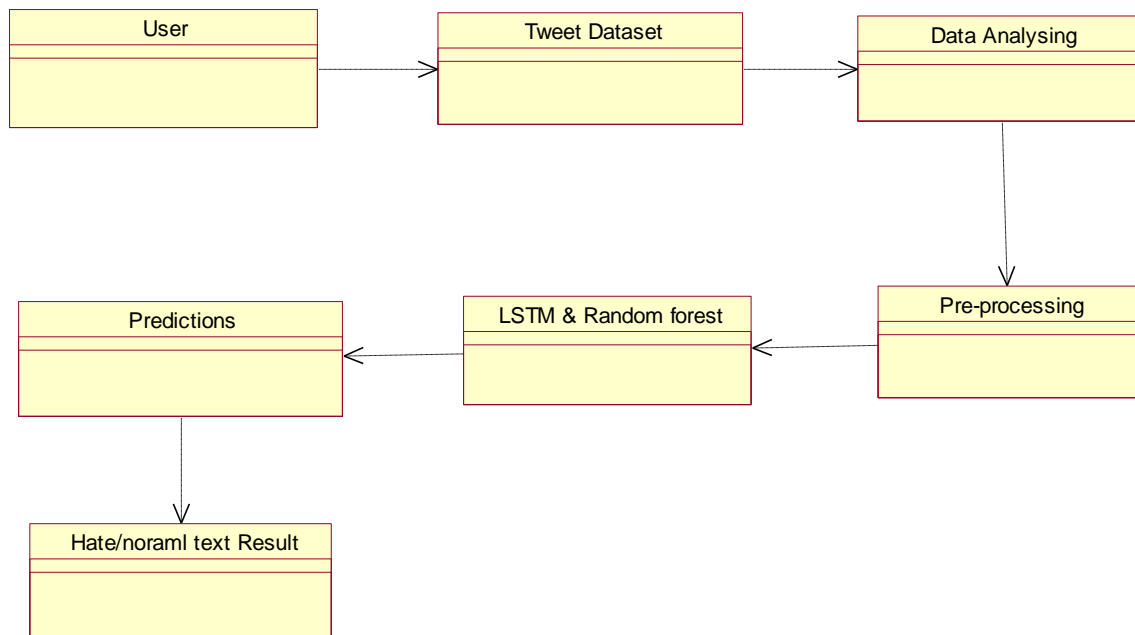 User
Tweet Dataset
Data Analysing
Pre-processing
LSTM & Random forest
Predictions
Hate/noraml text Result